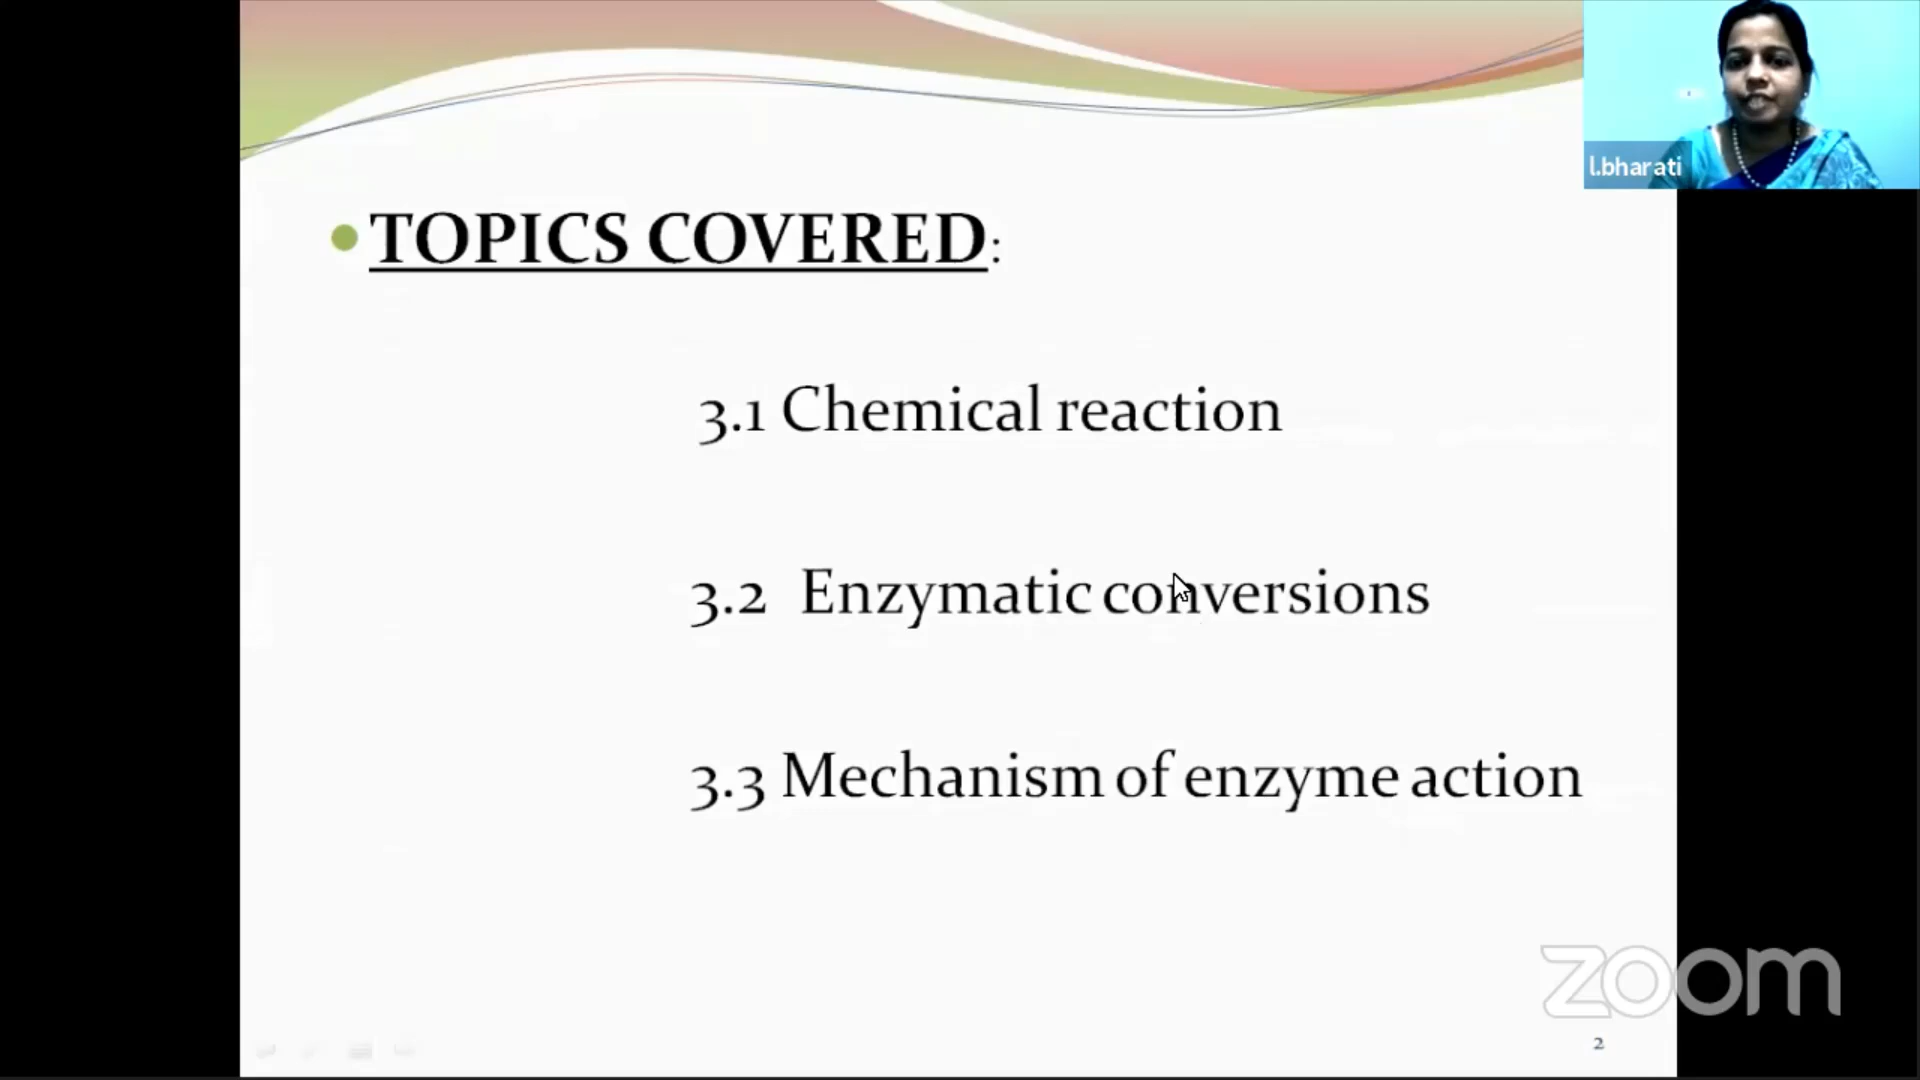 l.bharati
• TOPICS COVERED:
3.1 Chemical reaction
3.2 Enzymatic conversions
3.3 Mechanism of enzyme action
zoom
2